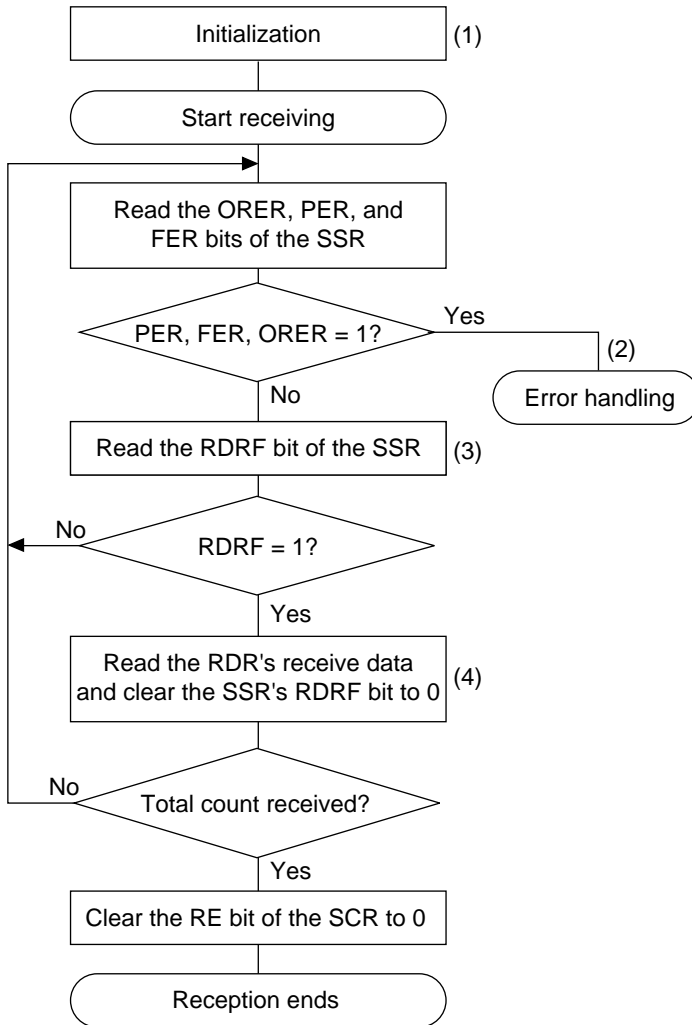 Initialization
(1)
Start receiving
Read the ORER, PER, and
FER bits of the SSR
PER, FER, ORER = 1?
Yes
(2)
Error handling
No
Read the RDRF bit of the SSR
(3)
No
RDRF = 1?
Yes
Read the RDR's receive data
and clear the SSR's RDRF bit to 0
(4)
No
Total count received?
Yes
Clear the RE bit of the SCR to 0
Reception ends